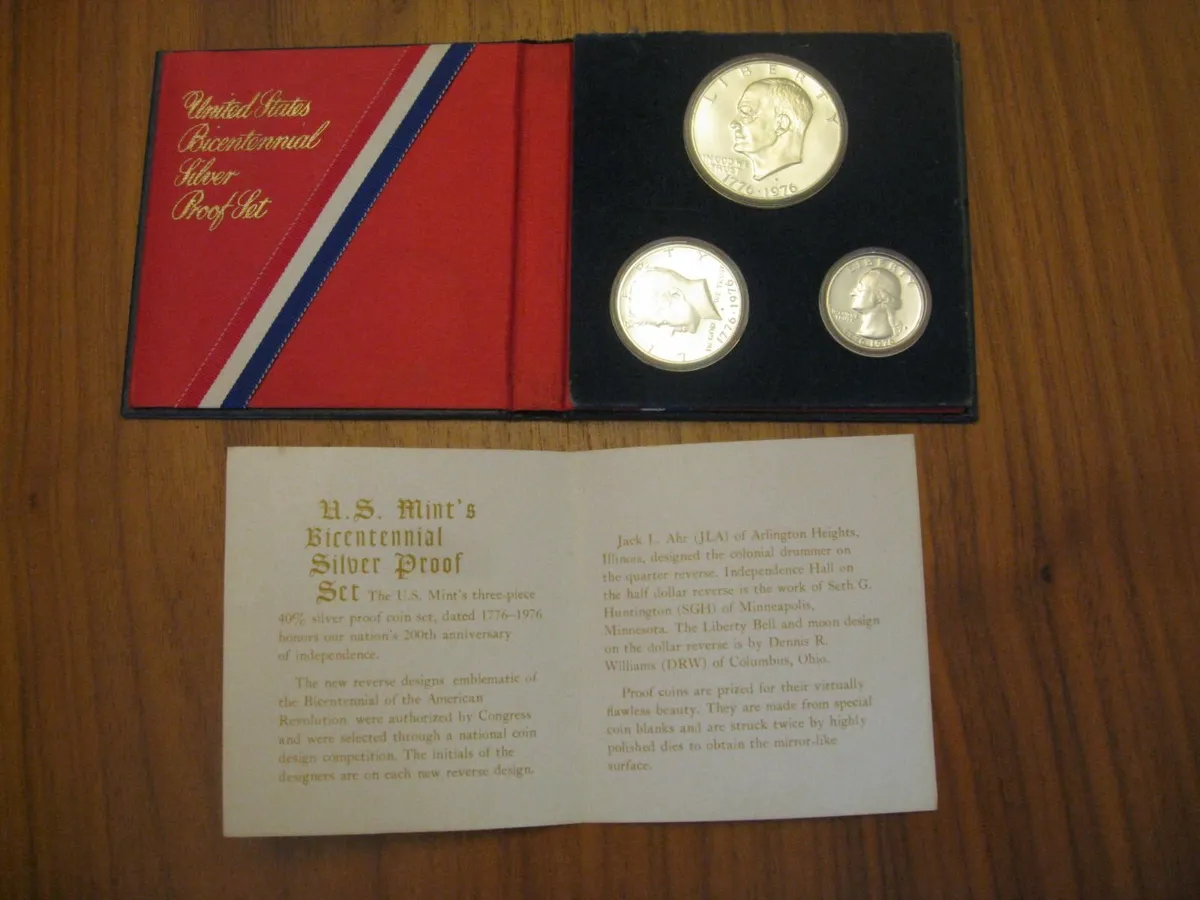 United States
Bicentennial
Silver
Proof Set
LIBERTY
1776·1976
1776·1976
LIBERTY
U.S. Mint's
Bicentennial
Silver Proof
Set The U.S. Mint's three-piece
40% silver proof coin set, dated 1776–1976
honors our nation's 200th anniversary
of independence.
The new reverse designs emblematic of
the Bicentennial of the American
Revolution were authorized by Congress
and were selected through a national coin
design competition. The initials of the
designers are on each new reverse design.
Jack L. Ahr (JLA) of Arlington Heights,
Illinois, designed the colonial drummer on
the quarter reverse. Independence Hall on
the half dollar reverse is the work of Seth G.
Huntington (SGH) of Minneapolis,
Minnesota. The Liberty Bell and moon design
on the dollar reverse is by Dennis R.
Williams (DRW) of Columbus, Ohio.
Proof coins are prized for their virtually
flawless beauty. They are made from special
coin blanks and are struck twice by highly
polished dies to obtain the mirror-like
surface.